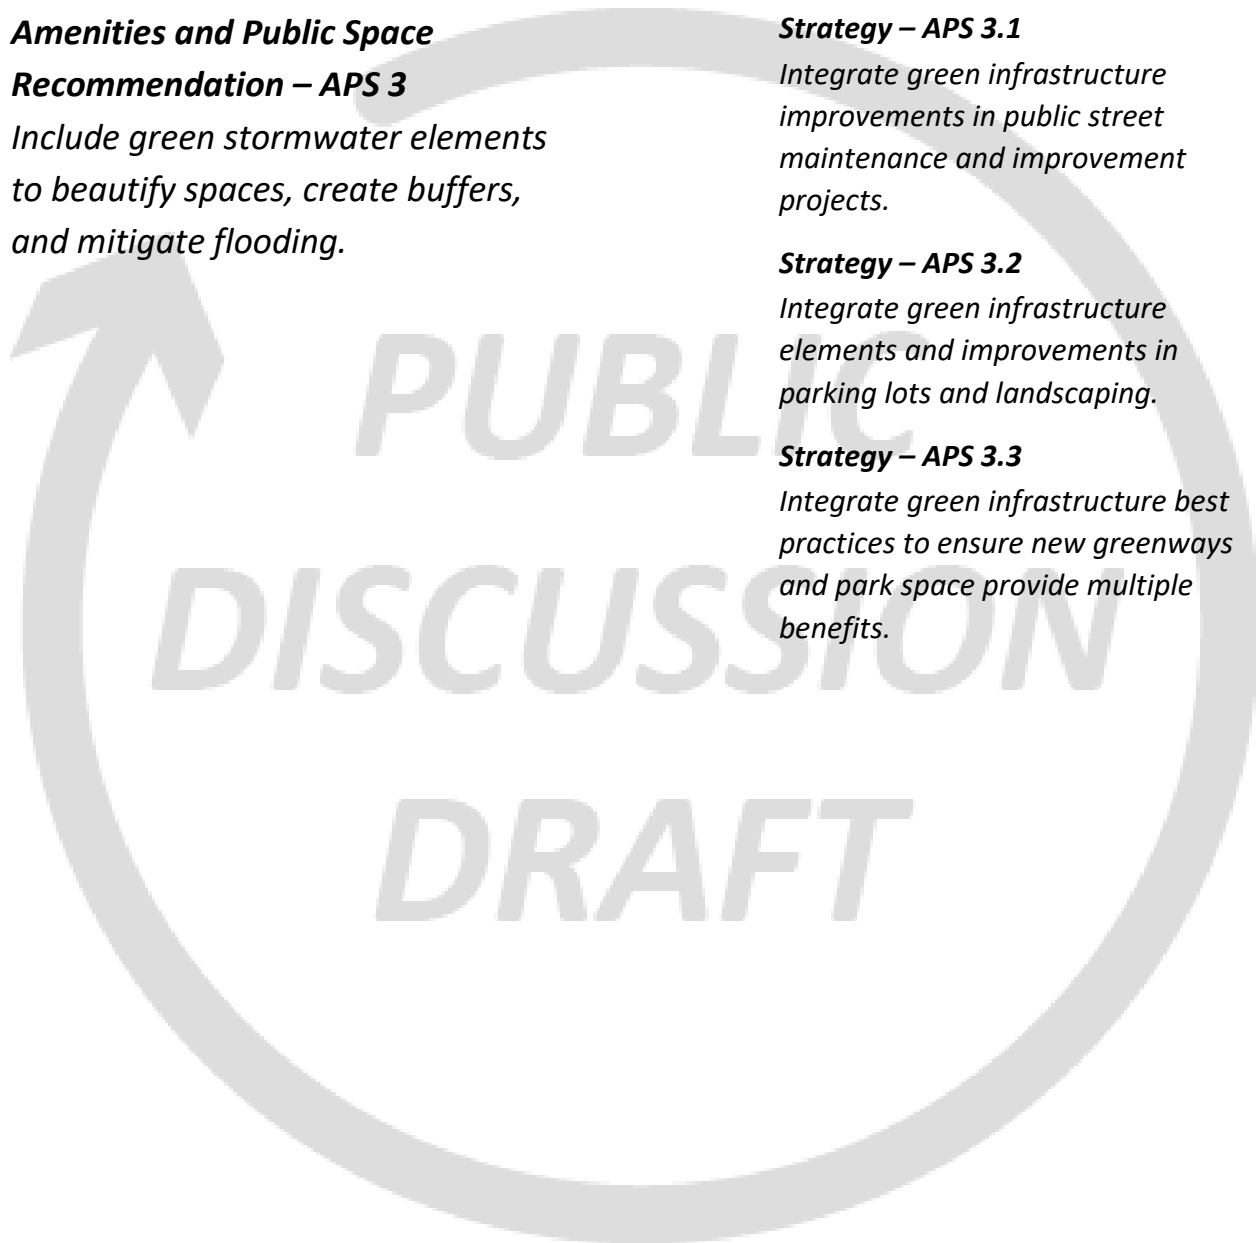 Amenities and Public Space
Recommendation – APS 3
Include green stormwater elements
to beautify spaces, create buffers,
and mitigate flooding.
Strategy – APS 3.1
Integrate green infrastructure
improvements in public street
maintenance and improvement
projects.
Strategy – APS 3.2
Integrate green infrastructure
elements and improvements in
parking lots and landscaping.
Strategy – APS 3.3
Integrate green infrastructure best
practices to ensure new greenways
and park space provide multiple
benefits.
PUBLIC
DISCUSSION
DRAFT